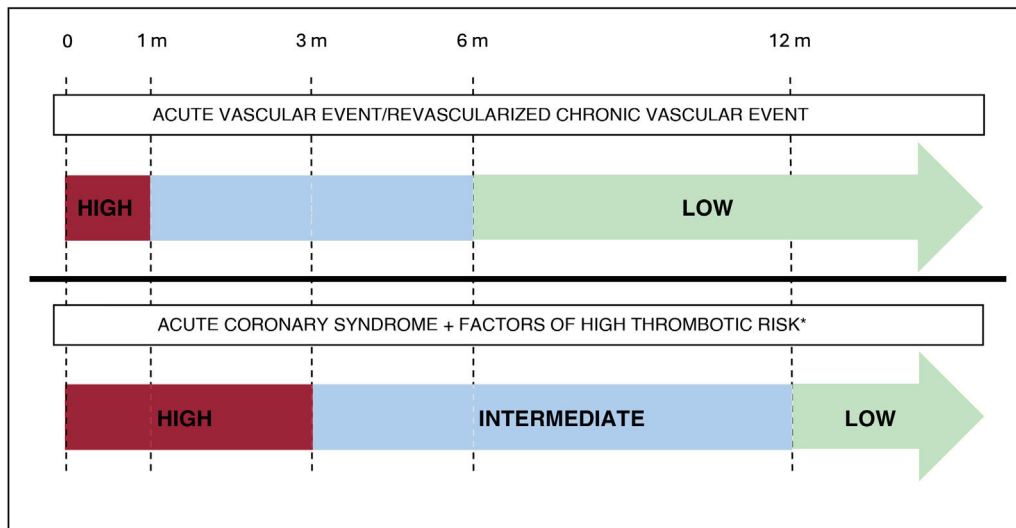 0 1 m 3 m 6 m 12 m
ACUTE VASCULAR EVENT/REVASCULARIZED CHRONIC VASCULAR EVENT
HIGH LOW
ACUTE CORONARY SYNDROME + FACTORS OF HIGH THROMBOTIC RISK*
HIGH INTERMEDIATE LOW